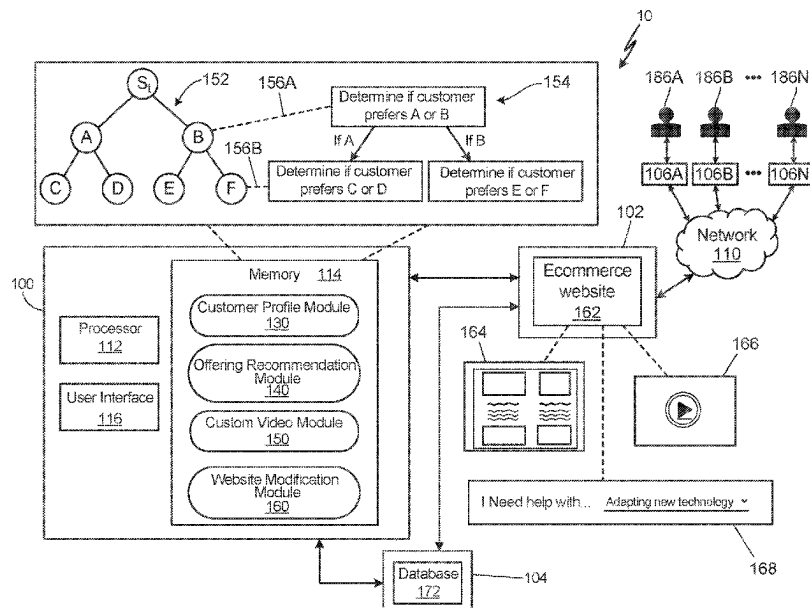 10
S_i
152
156A
154
Determine if customer
prefers A or B
186A
186B
•••
186N
A
B
If A
If B
156B
C
D
E
F
Determine if customer
prefers C or D
Determine if customer
prefers E or F
106A
106B
•••
106N
Network
110
102
100
Memory 114
Ecommerce
website
162
Customer Profile Module
130
Processor
112
Offering Recommendation
Module
140
164
166
User Interface
116
Custom Video Module
150
Website Modification
Module
160
I Need help with... Adapting new technology
168
Database
172
104